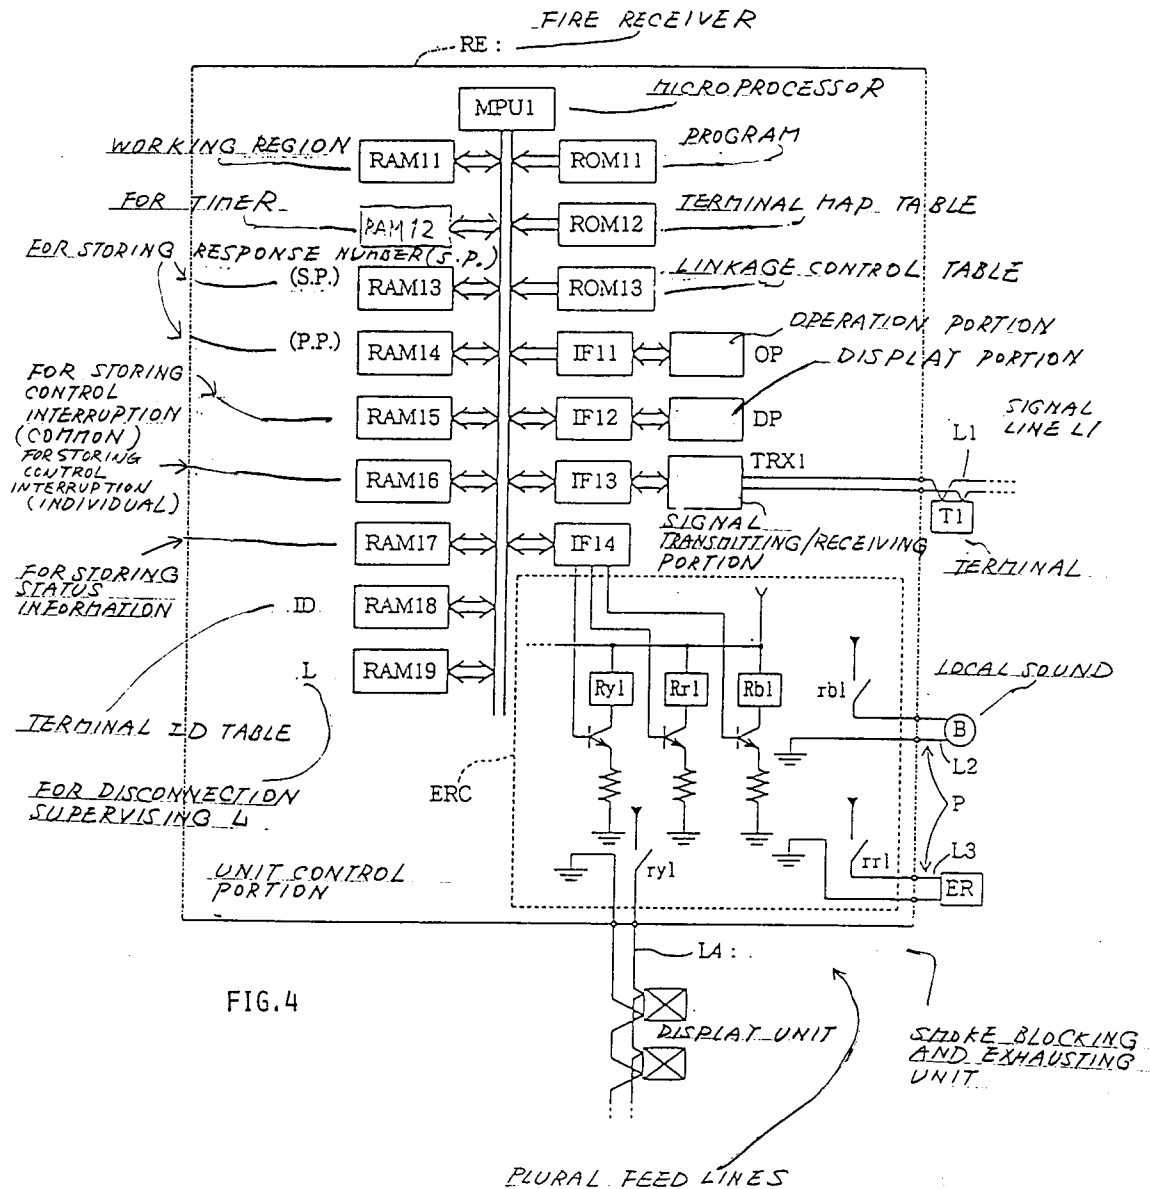 FIRE RECEIVER
RE :
MICROPROCESSOR
MPU1
WORKING REGION
RAM11
ROM11
PROGRAM
FOR TIMER
RAM12
ROM12
TERMINAL MAP TABLE
FOR STORING RESPONSE NUMBER (S.P.)
(S.P.)
RAM13
ROM13
LINKAGE CONTROL TABLE
(P.P.)
RAM14
IF11
OP
OPERATION PORTION
FOR STORING
CONTROL
INTERRUPTION
(COMMON)
RAM15
IF12
DP
DISPLAY PORTION
FOR STORING
CONTROL
INTERRUPTION
(INDIVIDUAL)
RAM16
IF13
TRX1
L1
SIGNAL
LINE L1
T1
TERMINAL
SIGNAL
TRANSMITTING/RECEIVING
PORTION
RAM17
IF14
FOR STORING
STATUS
INFORMATION
ID
RAM18
L
RAM19
TERMINAL ID TABLE
FOR DISCONNECTION
SUPERVISING L
Ry1
Rr1
Rb1
rb1
LOCAL SOUND
B
L2
P
ERC
ry1
rr1
L3
ER
UNIT CONTROL
PORTION
LA :
FIG.4
DISPLAY UNIT
SMOKE BLOCKING
AND EXHAUSTING
UNIT
PLURAL FEED LINES